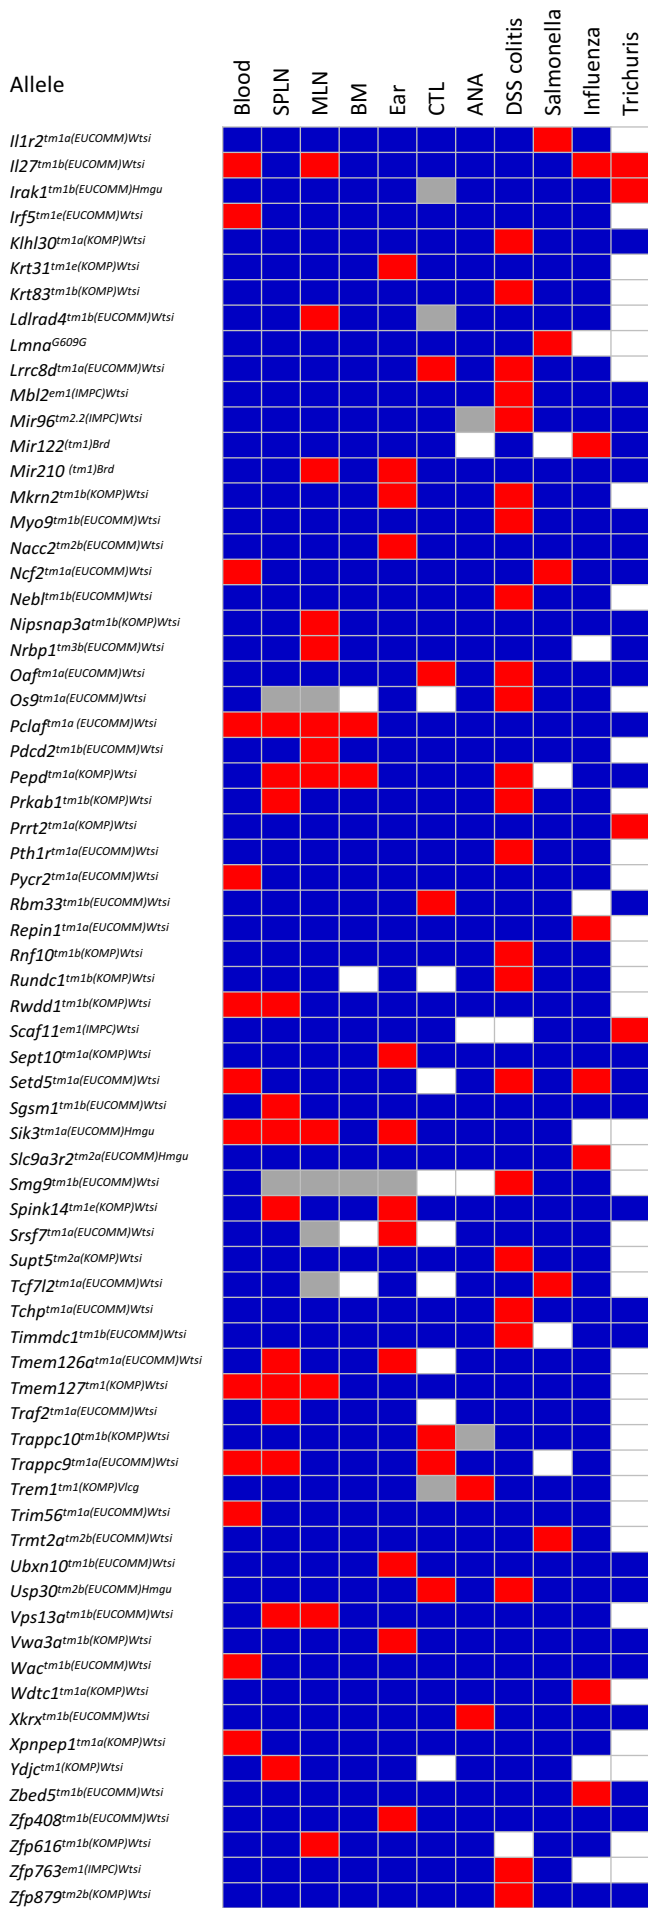 Allele Blood SPLN MLN BM Ear CTL ANA DSS colitis Salmonella Influenza Trichuris
Il1r2tm1a(EUCOMM)Wtsi
Il27tm1b(EUCOMM)Wtsi
Irak1tm1b(EUCOMM)Hmgu
Irf5tm1e(EUCOMM)Wtsi
Klhl30tm1a(KOMP)Wtsi
Krt31tm1e(KOMP)Wtsi
Krt83tm1b(KOMP)Wtsi
Ldlrad4tm1b(EUCOMM)Wtsi
LmnaG609G
Lrrc8dtm1a(EUCOMM)Wtsi
Mbl2em1(IMPC)Wtsi
Mir96tm2.2(IMPC)Wtsi
Mir122(tm1)Brd
Mir210 (tm1)Brd
Mkrn2tm1b(KOMP)Wtsi
Myo9tm1b(EUCOMM)Wtsi
Nacc2tm2b(EUCOMM)Wtsi
Ncf2tm1a(EUCOMM)Wtsi
Nebltm1b(EUCOMM)Wtsi
Nipsnap3atm1b(KOMP)Wtsi
Nrbp1tm3b(EUCOMM)Wtsi
Oaftm1a(EUCOMM)Wtsi
Os9tm1a(EUCOMM)Wtsi
Pclaftm1a (EUCOMM)Wtsi
Pdcd2tm1b(EUCOMM)Wtsi
Pepdtm1a(KOMP)Wtsi
Prkab1tm1b(KOMP)Wtsi
Prrt2tm1a(KOMP)Wtsi
Pth1rtm1a(EUCOMM)Wtsi
Pycr2tm1a(EUCOMM)Wtsi
Rbm33tm1b(EUCOMM)Wtsi
Repin1tm1a(EUCOMM)Wtsi
Rnf10tm1b(KOMP)Wtsi
Rundc1tm1b(KOMP)Wtsi
Rwdd1tm1b(KOMP)Wtsi
Scaf11em1(IMPC)Wtsi
Sept10tm1a(KOMP)Wtsi
Setd5tm1a(EUCOMM)Wtsi
Sgsm1tm1b(EUCOMM)Wtsi
Sik3tm1a(EUCOMM)Hmgu
Slc9a3r2tm2a(EUCOMM)Hmgu
Smg9tm1b(EUCOMM)Wtsi
Spink14tm1e(KOMP)Wtsi
Srsf7tm1a(EUCOMM)Wtsi
Supt5tm2a(KOMP)Wtsi
Tcf7l2tm1a(EUCOMM)Wtsi
Tchptm1a(EUCOMM)Wtsi
Timmdc1tm1b(EUCOMM)Wtsi
Tmem126atm1a(EUCOMM)Wtsi
Tmem127tm1(KOMP)Wtsi
Traf2tm1a(EUCOMM)Wtsi
Trappc10tm1b(KOMP)Wtsi
Trappc9tm1a(EUCOMM)Wtsi
Trem1tm1(KOMP)Vlcg
Trim56tm1a(EUCOMM)Wtsi
Trmt2atm2b(EUCOMM)Wtsi
Ubxn10tm1b(EUCOMM)Wtsi
Usp30tm2b(EUCOMM)Hmgu
Vps13atm1b(EUCOMM)Wtsi
Vwa3atm1b(KOMP)Wtsi
Wactm1b(EUCOMM)Wtsi
Wdtc1tm1a(KOMP)Wtsi
Xkrxtm1b(EUCOMM)Wtsi
Xpnpep1tm1a(KOMP)Wtsi
Ydjctm1(KOMP)Wtsi
Zbed5tm1b(EUCOMM)Wtsi
Zfp408tm1b(EUCOMM)Wtsi
Zfp616tm1b(KOMP)Wtsi
Zfp763em1(IMPC)Wtsi
Zfp879tm2b(KOMP)Wtsi